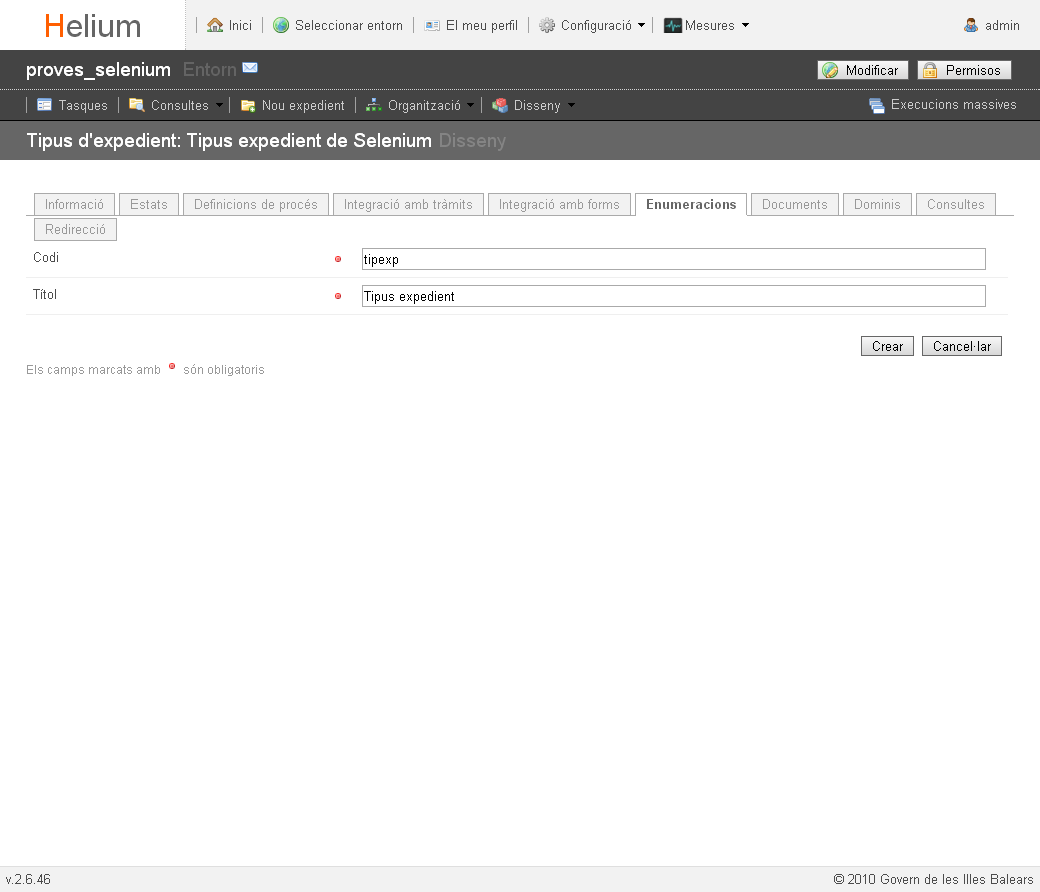 Helium
Inici
Seleccionar entorn
El meu perfil
Configuració
Mesures
admin
proves_selenium Entorn
Modificar
Permisos
Tasques
Consultes
Nou expedient
Organització
Disseny
Execucions massives
Tipus d'expedient: Tipus expedient de Selenium Disseny
Informació
Estats
Definicions de procés
Integració amb tràmits
Integració amb forms
Enumeracions
Documents
Dominis
Consultes
Redirecció
Codi
tipexp
Títol
Tipus expedient
Crear
Cancel·lar
Els camps marcats amb són obligatoris
v.2.6.46
© 2010 Govern de les Illes Balears